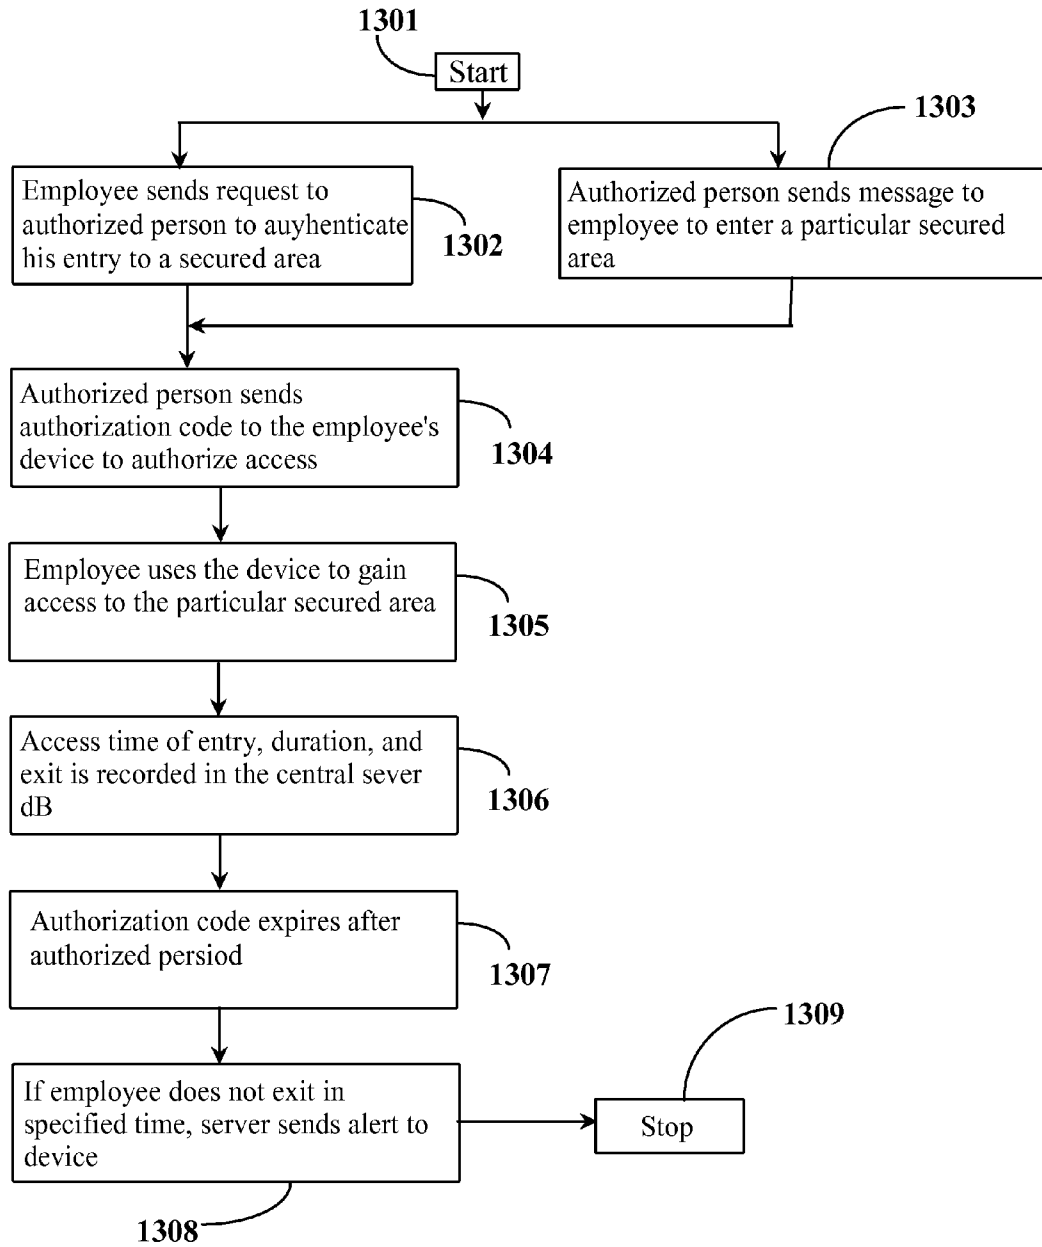 1301
Start
1303
Employee sends request to
authorized person to auyhenticate
his entry to a secured area
1302
Authorized person sends message to
employee to enter a particular secured
area
Authorized person sends
authorization code to the employee's
device to authorize access
1304
Employee uses the device to gain
access to the particular secured area
1305
Access time of entry, duration, and
exit is recorded in the central sever
dB
1306
Authorization code expires after
authorized persiod
1307
1309
If employee does not exit in
specified time, server sends alert to
device
Stop
1308